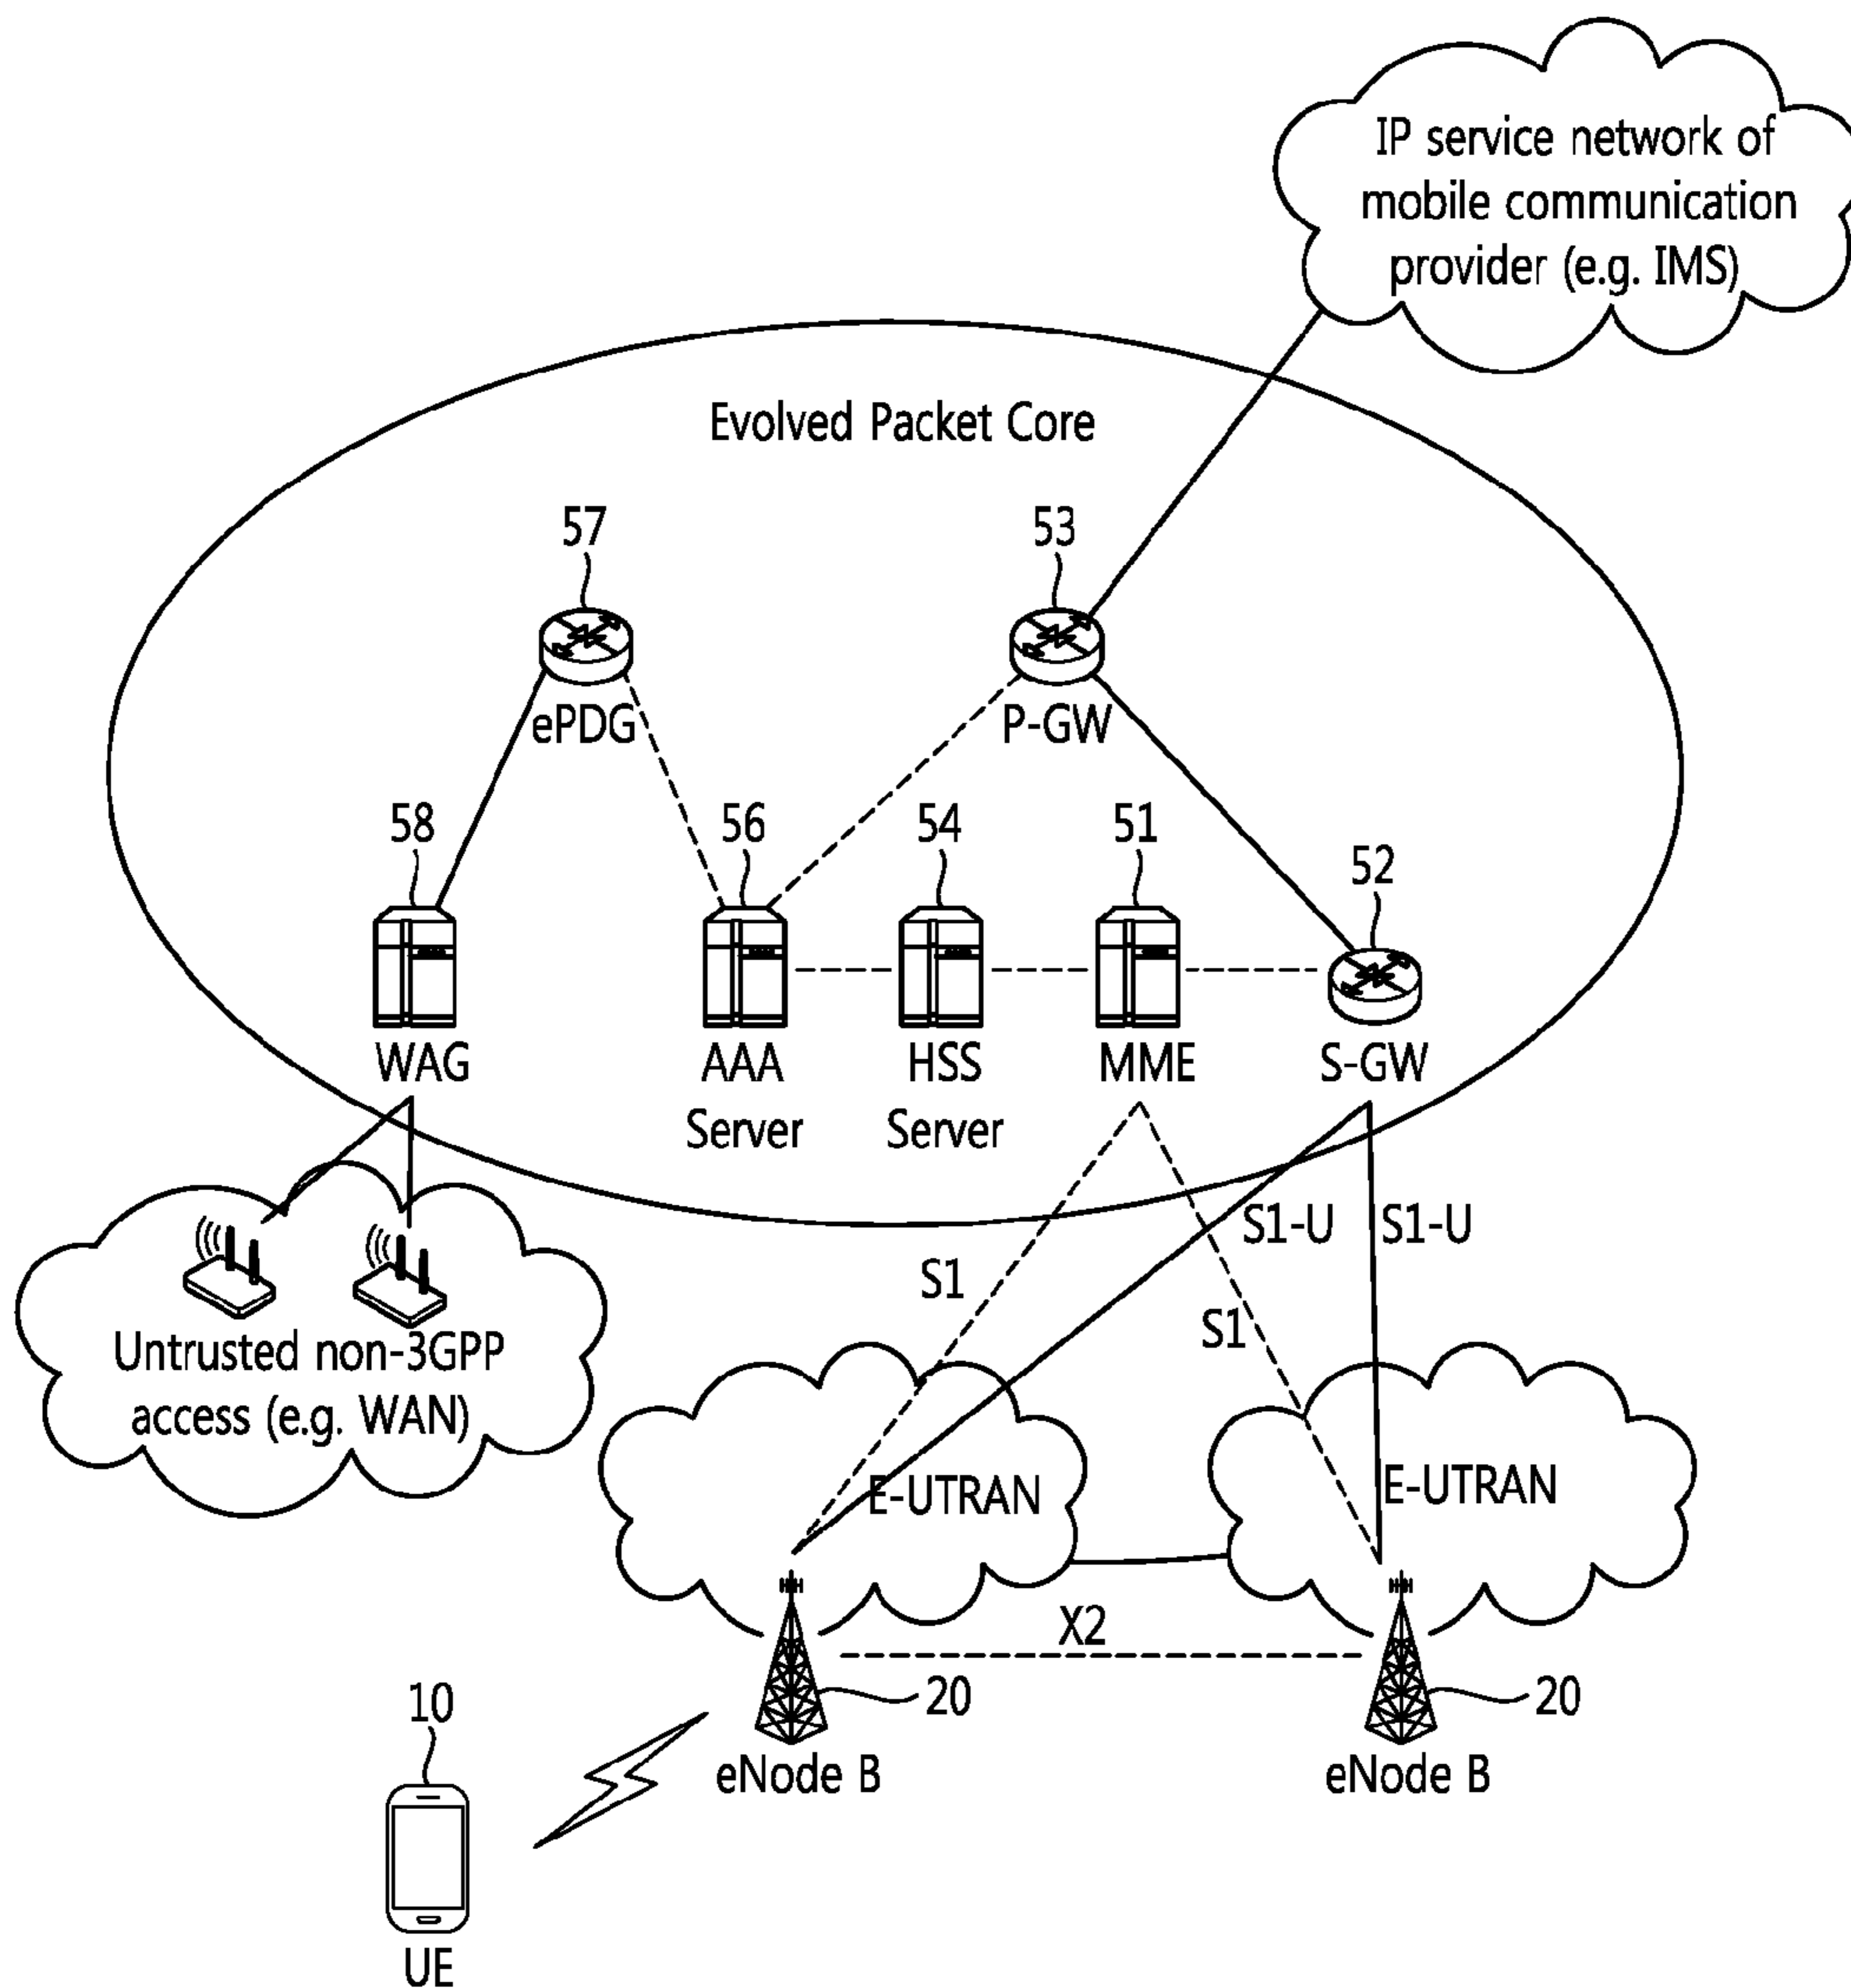 IP service network of
mobile communication
provider (e.g. IMS)
Evolved Packet Core
57
53
ePDG
P-GW
58
56
54
51
52
WAG
AAA
Server
HSS
Server
MME
S-GW
S1
S1-U
S1-U
S1
Untrusted non-3GPP
access (e.g. WAN)
E-UTRAN
E-UTRAN
X2
20
20
10
eNode B
eNode B
UE